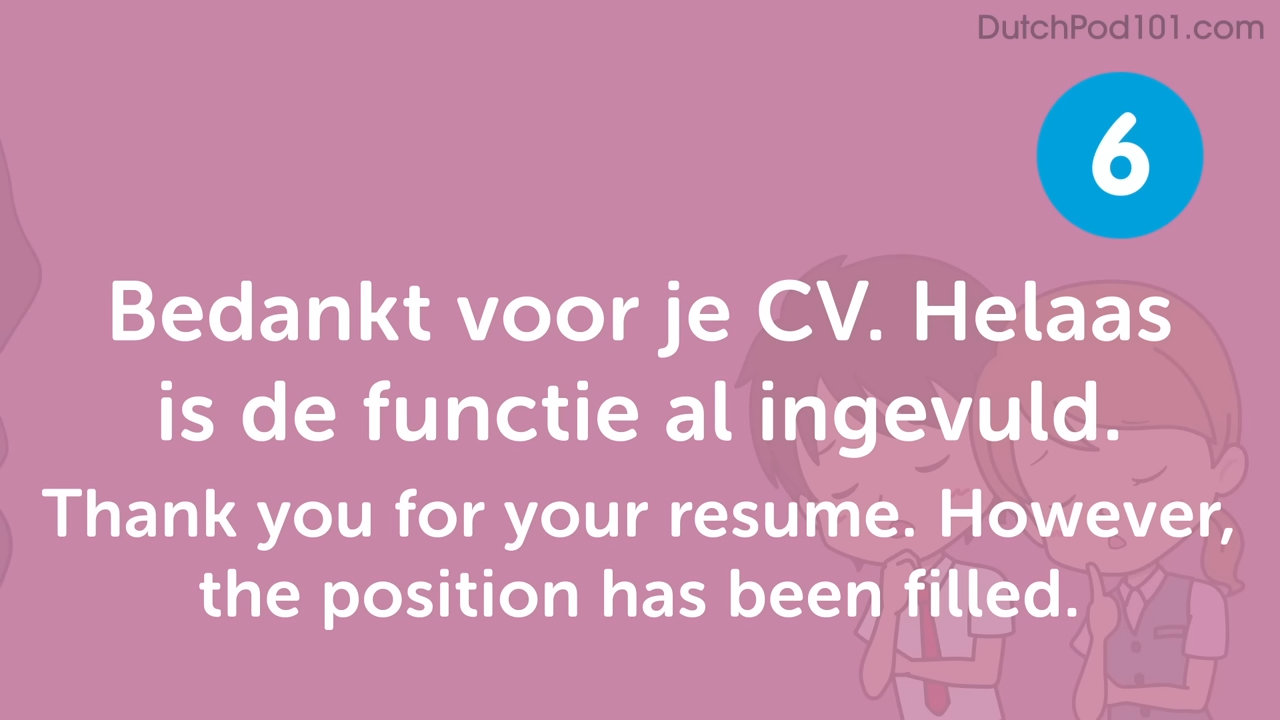 DutchPod101.com
6
Bedankt voor je CV. Helaas
is de functie al ingevuld.
Thank you for your resume. However,
the position has been filled.